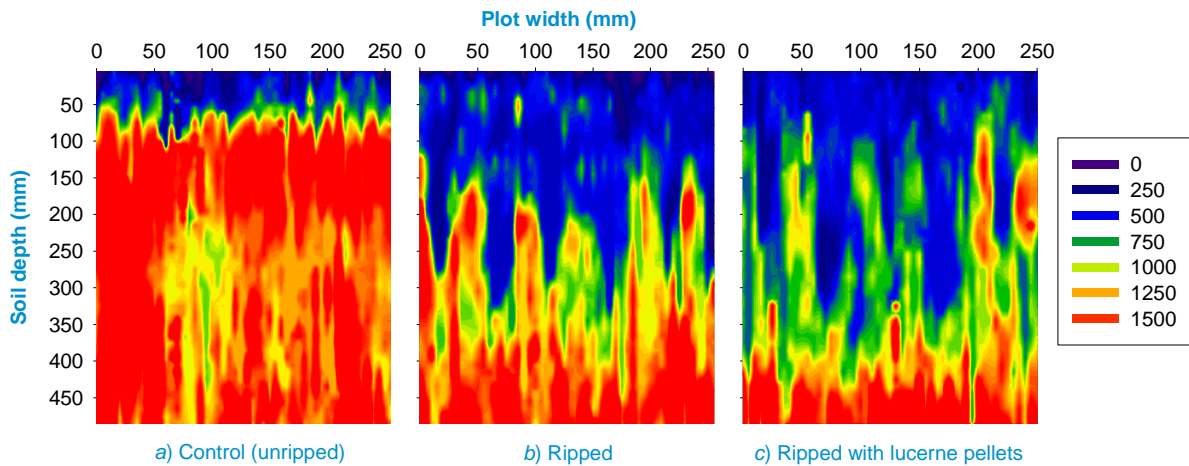 Plot width (mm)
0 50 100 150 200 250 0 50 100 150 200 250 0 50 100 150 200 250
Soil depth (mm)
50
100
150
200
250
300
350
400
450
0
250
500
750
1000
1250
1500
a) Control (unripped)
b) Ripped
c) Ripped with lucerne pellets